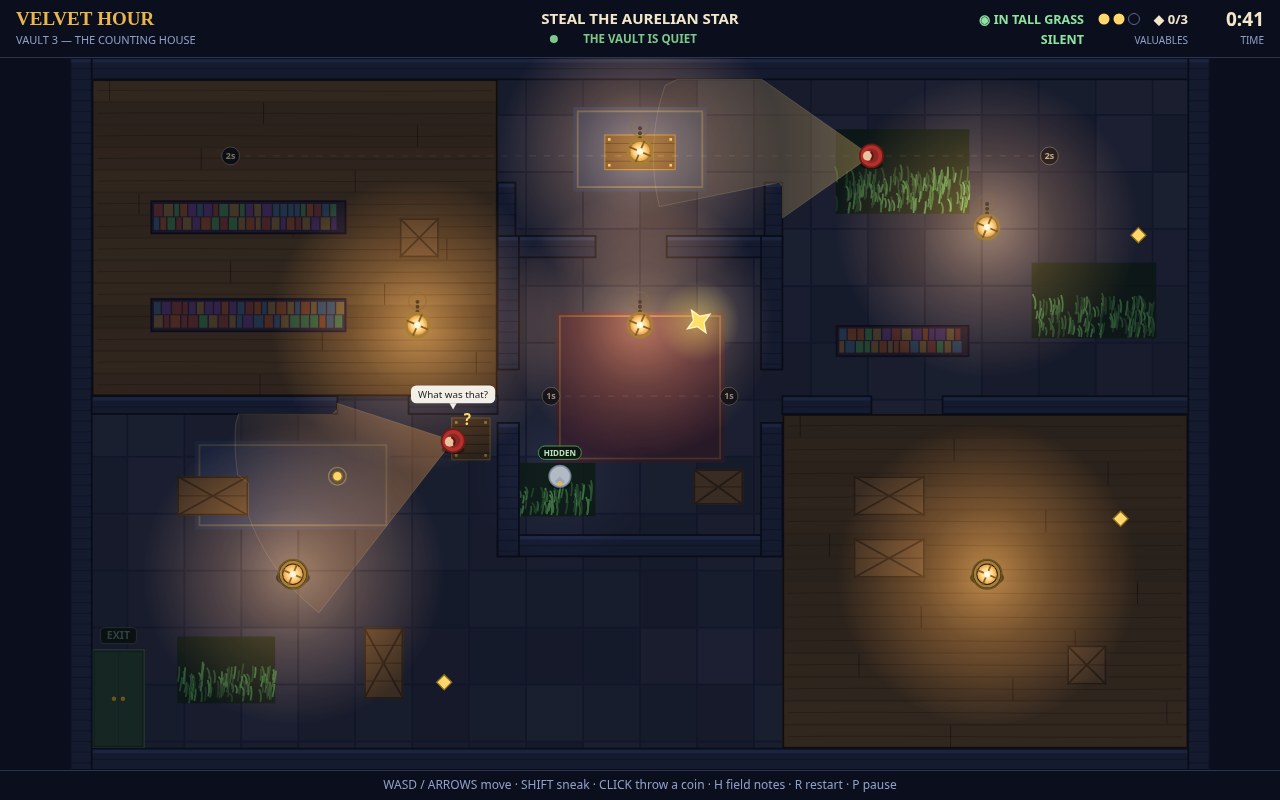 VELVET HOUR
VAULT 3 — THE COUNTING HOUSE
STEAL THE AURELIAN STAR
THE VAULT IS QUIET
◉ IN TALL GRASS
SILENT
◆ 0/3
VALUABLES
0:41
TIME
2s
2s
What was that?
?
1s
1s
HIDDEN
EXIT
WASD / ARROWS move · SHIFT sneak · CLICK throw a coin · H field notes · R restart · P pause